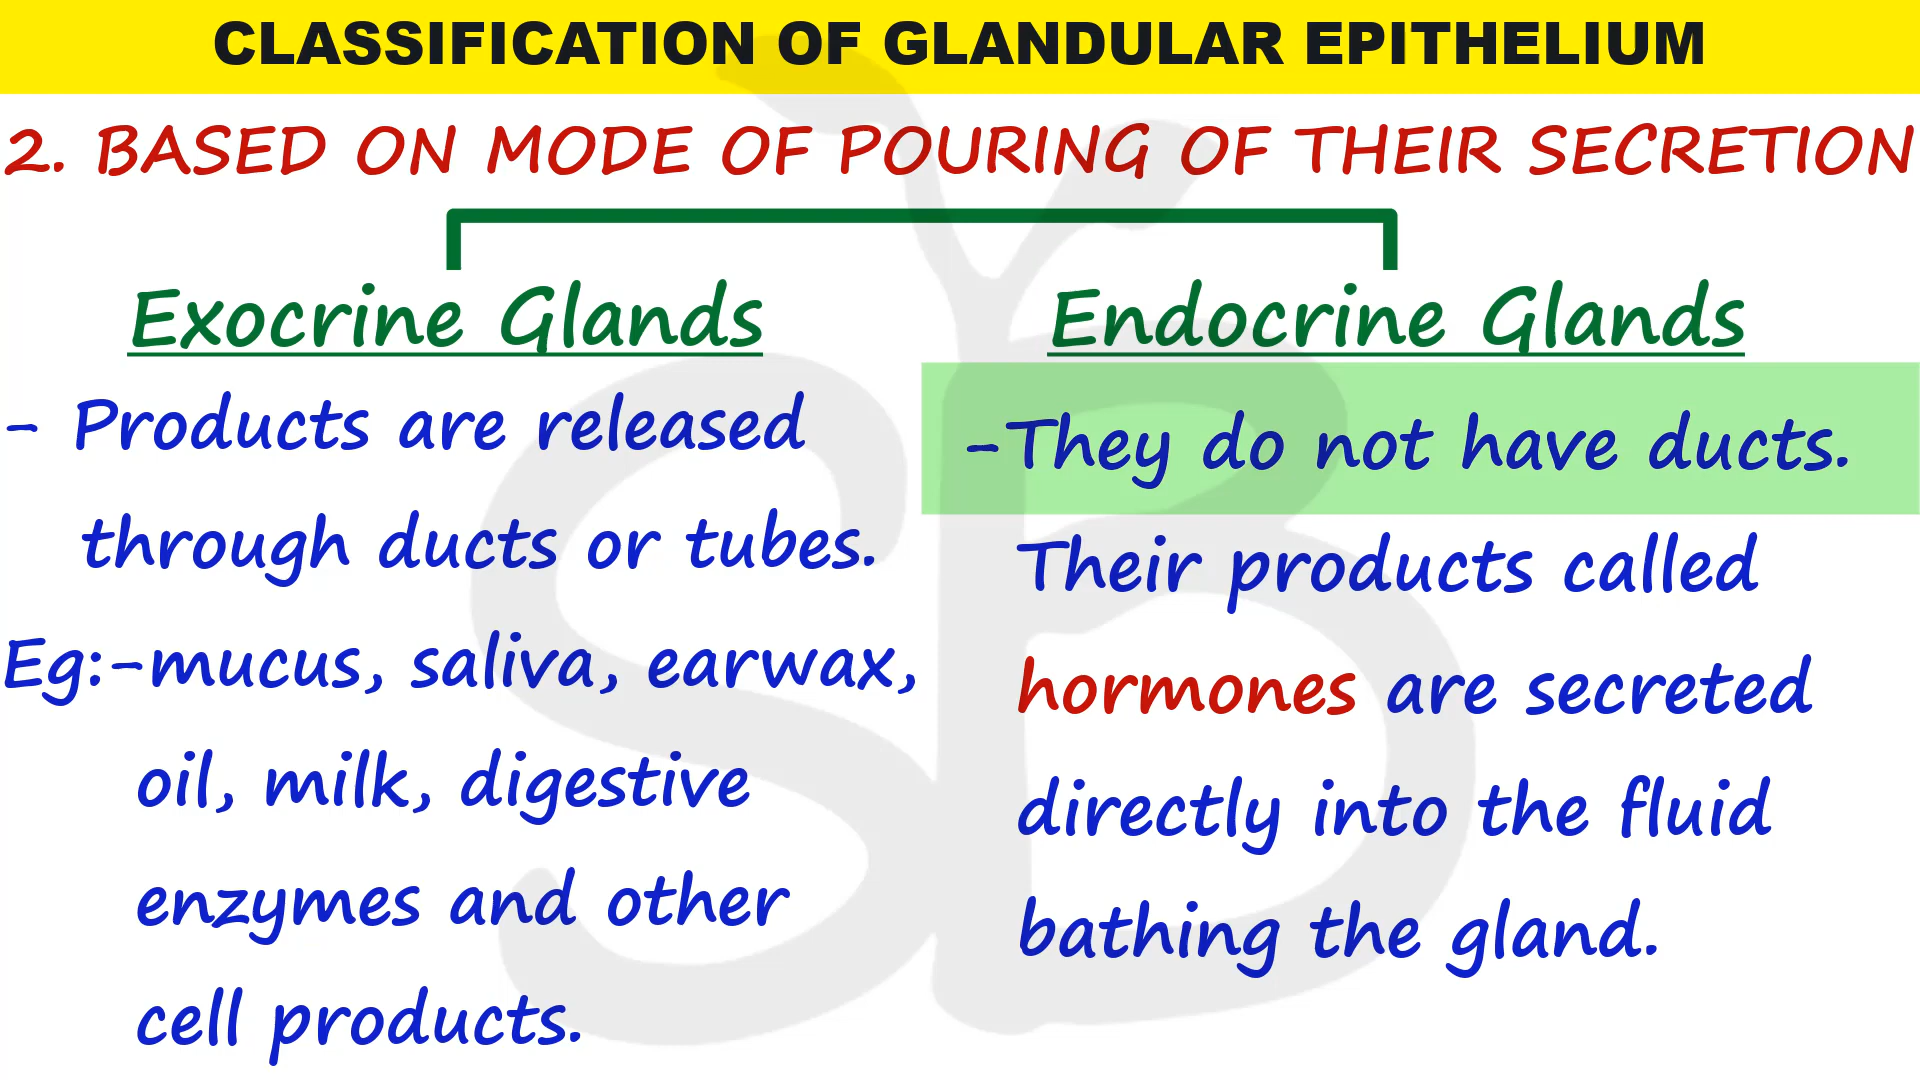 CLASSIFICATION OF GLANDULAR EPITHELIUM
2. BASED ON MODE OF POURING OF THEIR SECRETION
Exocrine Glands
- Products are released
through ducts or tubes.
Eg:-mucus, saliva, earwax,
oil, milk, digestive
enzymes and other
cell products.
Endocrine Glands
-They do not have ducts.
Their products called
hormones are secreted
directly into the fluid
bathing the gland.
SB